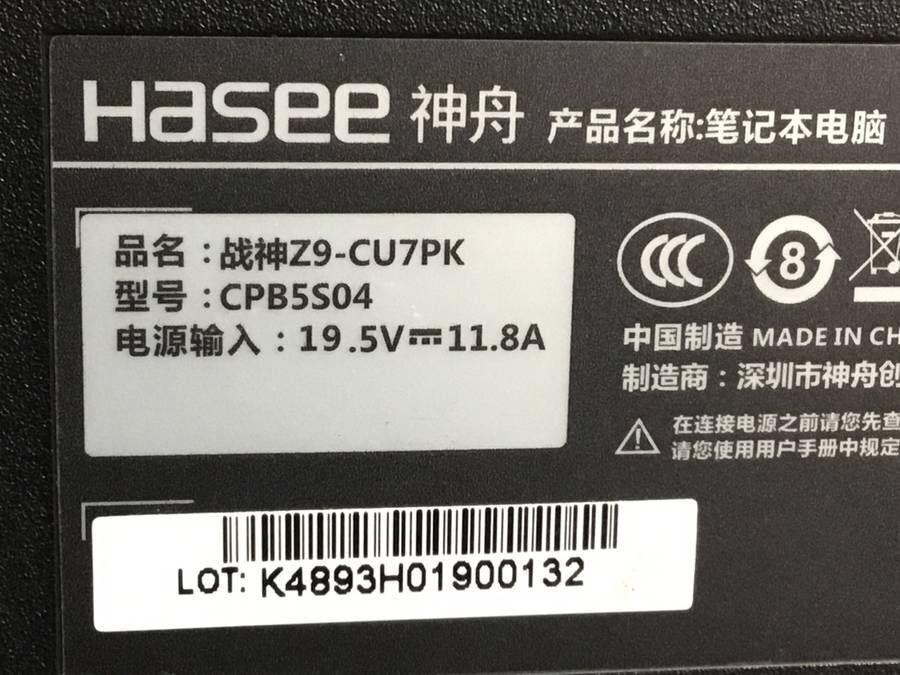 Hasee 神舟 产品名称:笔记本电脑
品名：战神Z9-CU7PK
型号：CPB5S04
电源输入：19.5V⎓11.8A
8
中国制造 MADE IN CH
制造商：深圳市神舟创
在连接电源之前请您先查
请您使用用户手册中规定
LOT: K4893H01900132